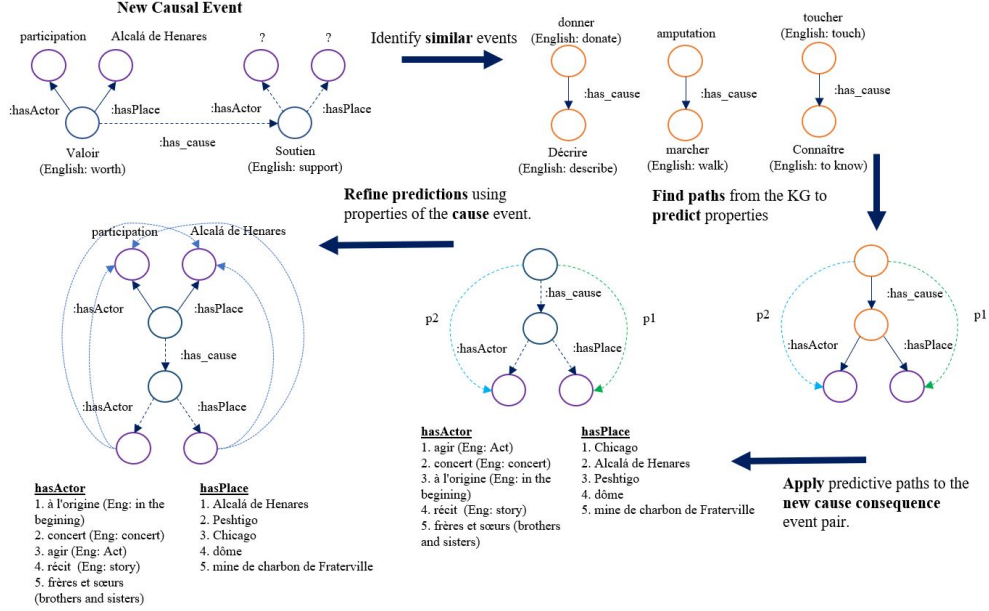 New Causal Event
participation
Alcalá de Henares
?
?
:hasActor
:hasPlace
:hasActor
:hasPlace
:has_cause
Valoir
(English: worth)
Soutien
(English: support)
Identify similar events
donner
(English: donate)
:has_cause
Décrire
(English: describe)
amputation
:has_cause
marcher
(English: walk)
toucher
(English: touch)
:has_cause
Connaître
(English: to know)
Find paths from the KG to
predict properties
:has_cause
p2
p1
:hasActor
:hasPlace
Apply predictive paths to the
new cause consequence
event pair.
:has_cause
p2
p1
:hasActor
:hasPlace
hasActor
1. agir (Eng: Act)
2. concert (Eng: concert)
3. à l'origine (Eng: in the
begining)
4. récit (Eng: story)
5. frères et sœurs (brothers
and sisters)
hasPlace
1. Chicago
2. Alcalá de Henares
3. Peshtigo
4. dôme
5. mine de charbon de Fraterville
Refine predictions using
properties of the cause event.
participation
Alcalá de Henares
:hasActor
:hasPlace
:has_cause
:hasActor
:hasPlace
hasActor
1. à l'origine (Eng: in the
begining)
2. concert (Eng: concert)
3. agir (Eng: Act)
4. récit (Eng: story)
5. frères et sœurs
(brothers and sisters)
hasPlace
1. Alcalá de Henares
2. Peshtigo
3. Chicago
4. dôme
5. mine de charbon de Fraterville